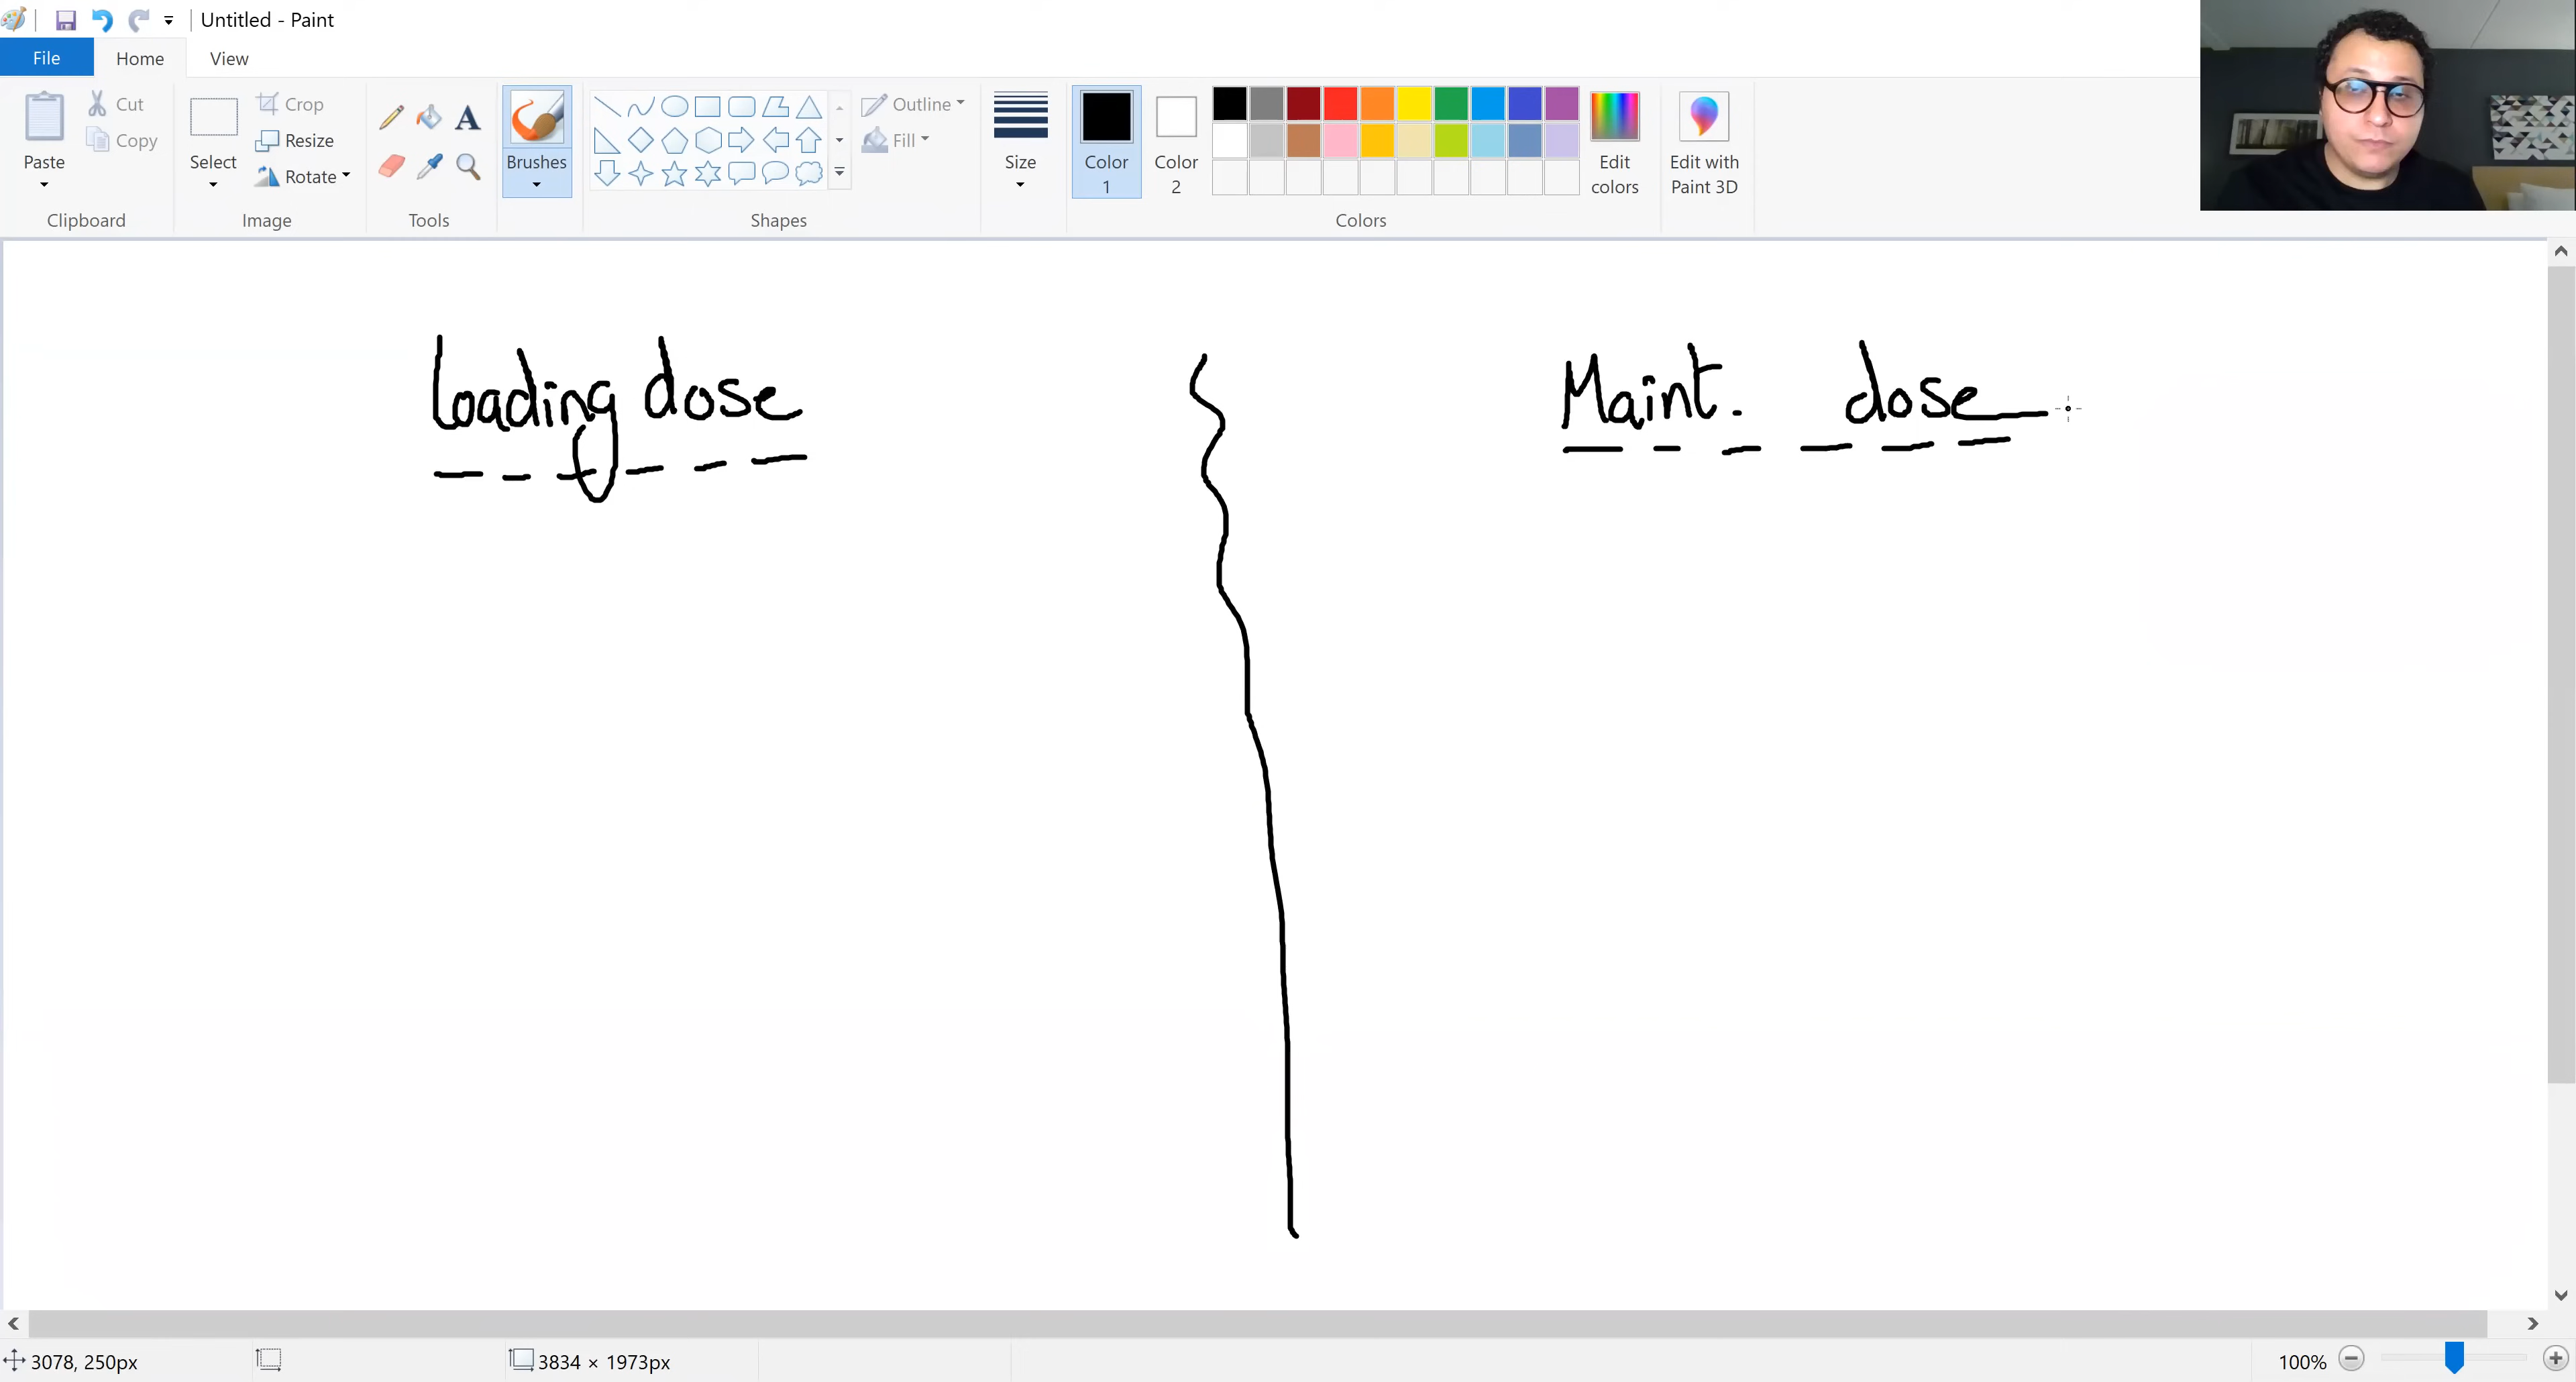 Untitled - Paint
File Home View
Paste
Cut
Copy
Clipboard
Select
Crop
Resize
Rotate
Image
A
Tools
Brushes
Outline
Fill
Shapes
Size
Color 1
Color 2
Edit colors
Colors
Edit with Paint 3D
Loading dose
Maint. dose
3078, 250px
3834 × 1973px
100%